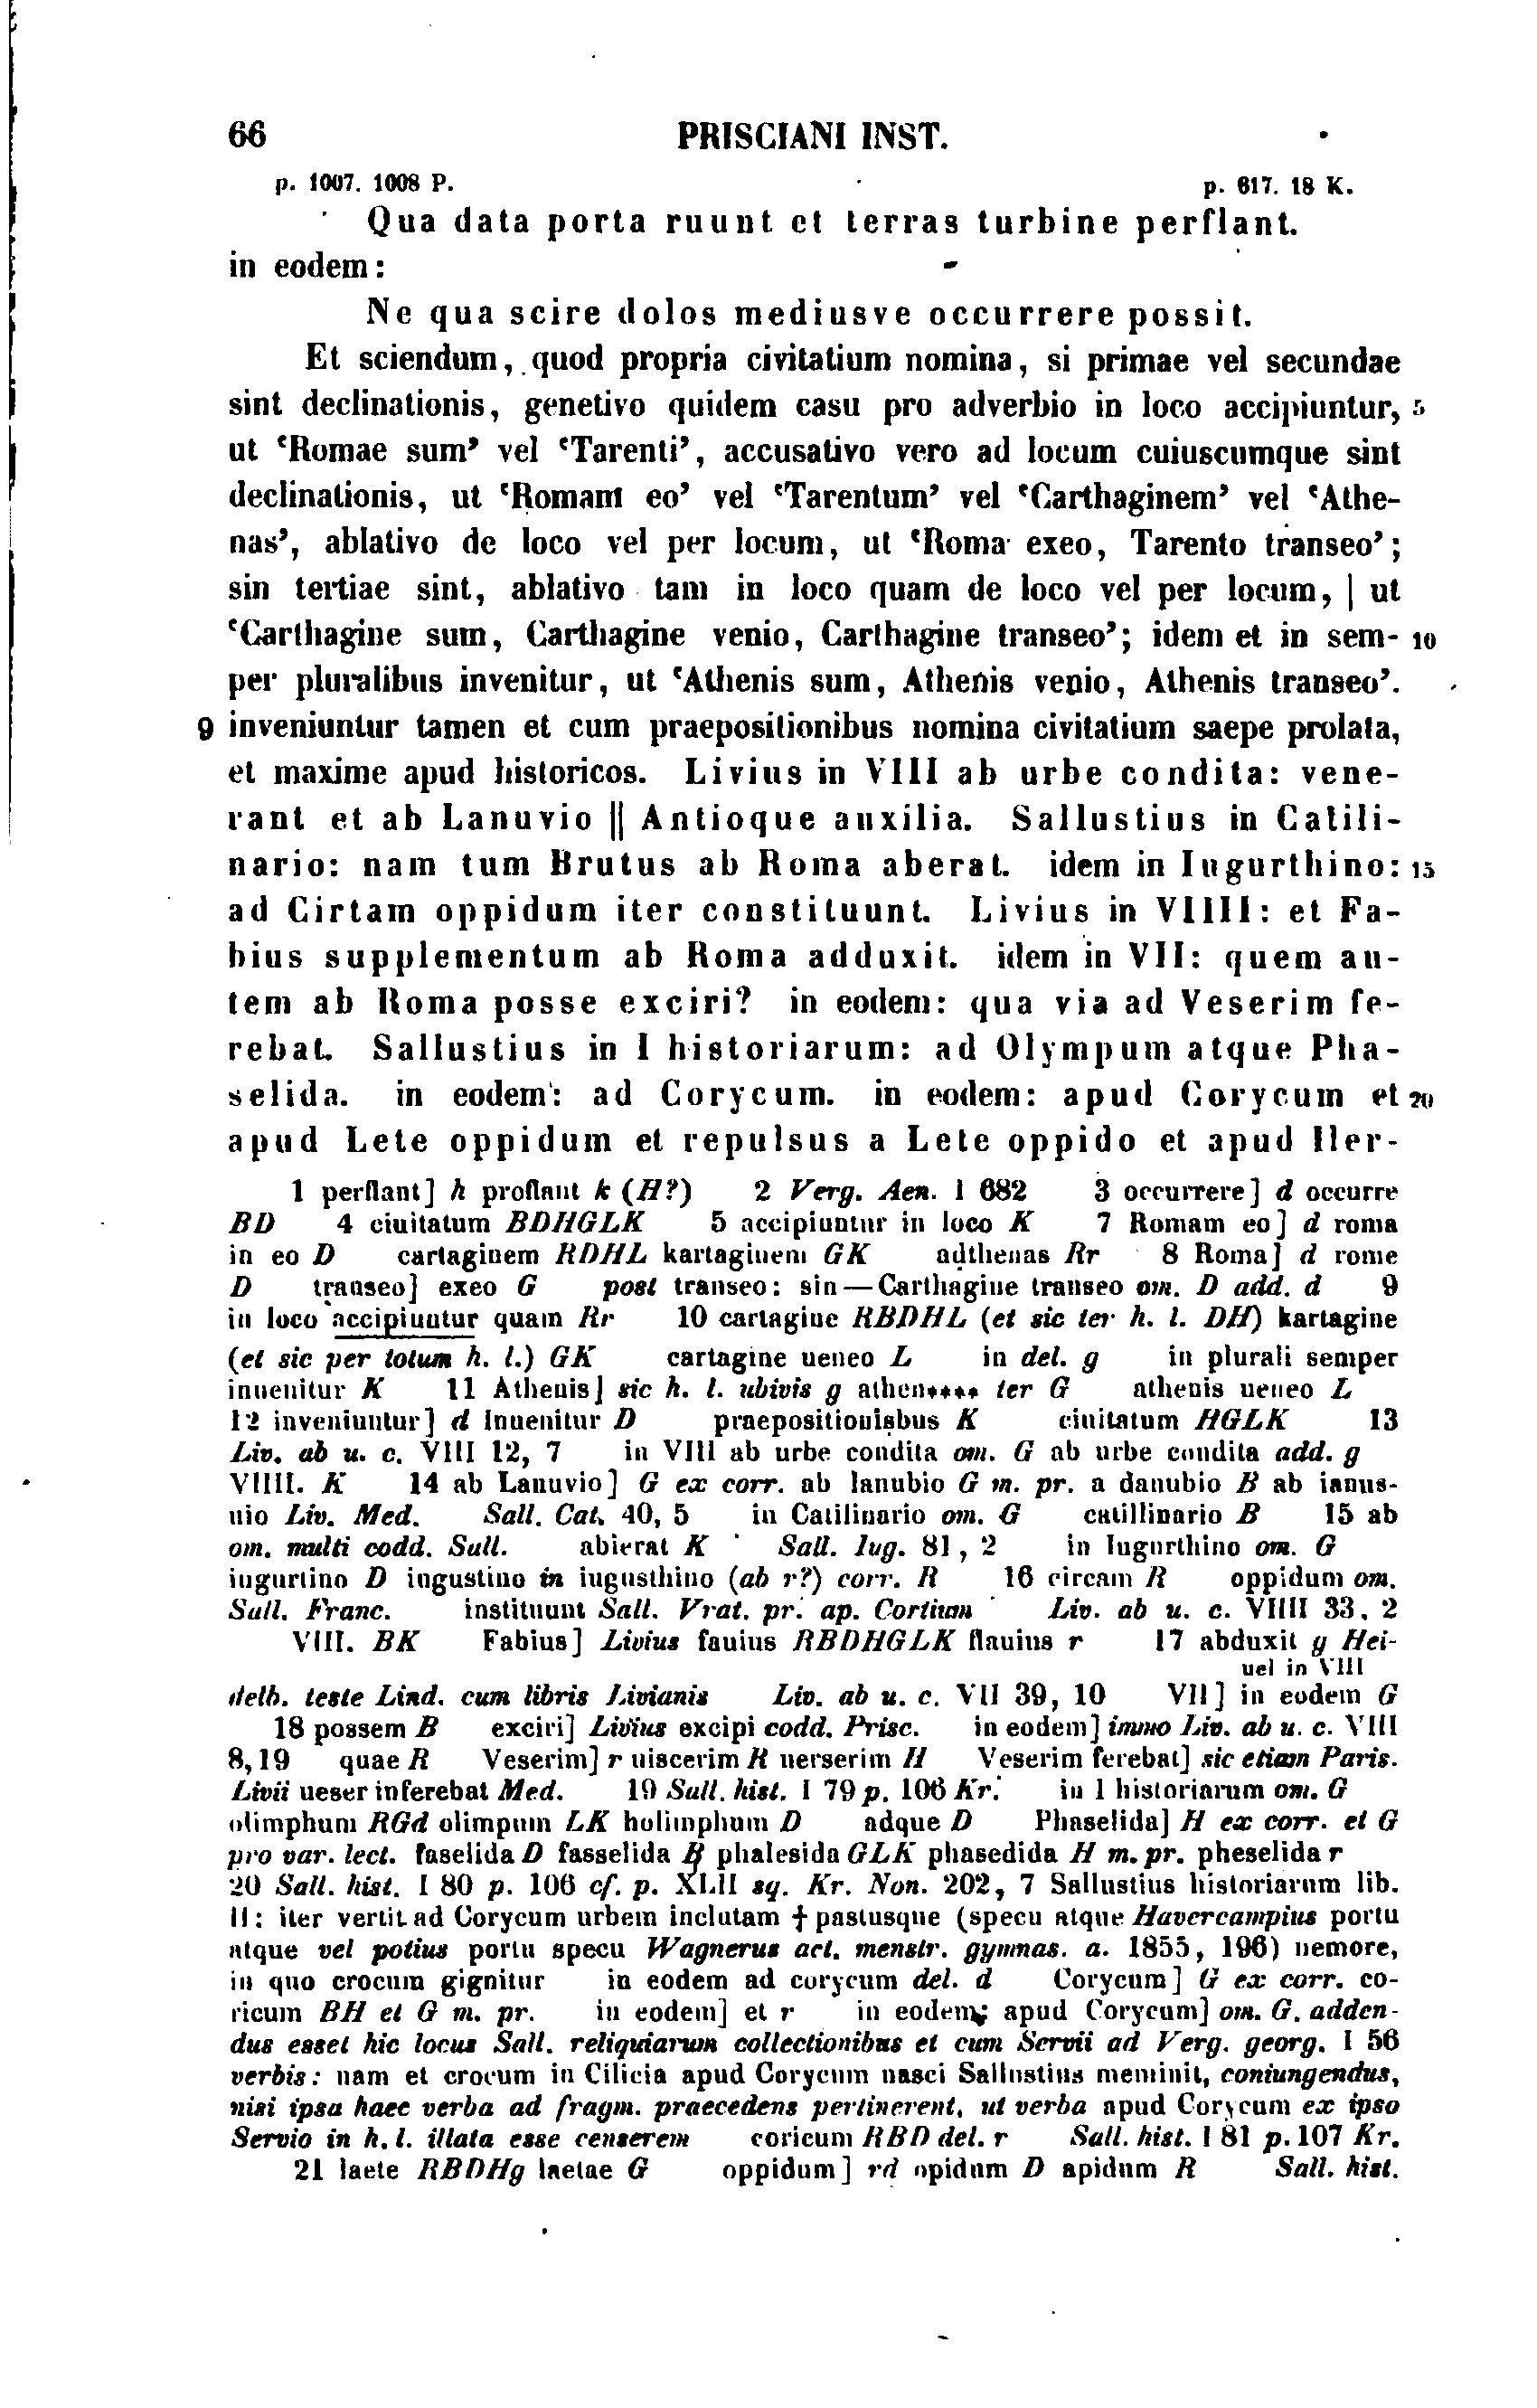 66 PRISCIANI INST.
p. 1007. 1008 P. p. 617. 18 K.
Qua data porta ruunt et terras turbine perflant.
in eodem:
Ne qua scire dolos mediusve occurrere possit.
Et sciendum, quod propria civitatium nomina, si primae vel secundae
sint declinationis, genetivo quidem casu pro adverbio in loco accipiuntur, 5
ut ‘Romae sum’ vel ‘Tarenti’, accusativo vero ad locum cuiuscumque sint
declinationis, ut ‘Romam eo’ vel ‘Tarentum’ vel ‘Carthaginem’ vel ‘Athe-
nas’, ablativo de loco vel per locum, ut ‘Roma exeo, Tarento transeo’;
sin tertiae sint, ablativo tam in loco quam de loco vel per locum, | ut
‘Carthagine sum, Carthagine venio, Carthagine transeo’; idem et in sem- 10
per pluralibus invenitur, ut ‘Athenis sum, Athenis venio, Athenis transeo’.
9 inveniuntur tamen et cum praepositionibus nomina civitatium saepe prolata,
et maxime apud historicos. Livius in VIII ab urbe condita: vene-
rant et ab Lanuvio || Antioque auxilia. Sallustius in Catili-
nario: nam tum Brutus ab Roma aberat. idem in Iugurthino: 15
ad Cirtam oppidum iter constituunt. Livius in VIIII: et Fa-
bius supplementum ab Roma adduxit. idem in VII: quem au-
tem ab Roma posse exciri? in eodem: qua via ad Veserim fe-
rebat. Sallustius in I historiarum: ad Olympum atque Pha-
selida. in eodem: ad Corycum. in eodem: apud Corycum et 20
apud Lete oppidum et repulsus a Lete oppido et apud Her-
1 perflant] h proflant k (H?) 2 Verg. Aen. I 682 3 occurrere] d occurre
BD 4 ciuitatum BDHGLK 5 accipiuntur in loco K 7 Romam eo] d roma
in eo D cartaginem RDHL kartaginem GK adthenas Rr 8 Roma] d rome
D transeo] exeo G post transeo: sin — Carthagine transeo om. D add. d 9
in loco accipiuntur quam Rr 10 cartagine RBDHL (et sic ter h. l. DH) kartagine
(et sic per totum h. l.) GK cartagine ueneo L in del. g in plurali semper
inuenitur K 11 Athenis] sic h. l. ubivis g athen**** ter G athenis ueneo L
12 inveniuntur] d Inuenitur D praepositionisbus K ciuitatum HGLK 13
Liv. ab u. c. VIII 12, 7 in VIII ab urbe condita om. G ab urbe condita add. g
VIIII. K 14 ab Lanuvio] G ex corr. ab lanubio G m. pr. a danubio B ab ianus-
nio Liv. Med. Sall. Cat. 40, 5 in Catilinario om. G catillinario B 15 ab
om. multi codd. Sall. abierat K Sall. Iug. 81, 2 in Iugurthino om. G
iugurtino D ingustino in iugusthino (ab r?) corr. R 16 circam R oppidum om.
Sall. Franc. instituunt Sall. Vrat. pr. ap. Cortium Liv. ab u. c. VIIII 33, 2
VIII. BK Fabius] Livius fauius RBDHGLK flauius r 17 abduxit g Hei-
uel in VIII
delb. teste Lind. cum libris Livianis Liv. ab u. c. VII 39, 10 VII] in eodem G
18 possem B exciri] Livius excipi codd. Prisc. in eodem] immo Liv. ab u. c. VIII
8, 19 quae R Veserim] r uiscerim R uerserim H Veserim ferebat] sic etiam Paris.
Livii ueser inferebat Med. 19 Sall. hist. I 79 p. 106 Kr. in I historiarum om. G
olimphum RGd olimpum LK holimphum D adque D Phaselida] H ex corr. et G
pro var. lect. faselida D fasselida B phalesida GLK phasedida H m. pr. pheselida r
20 Sall. hist. I 80 p. 106 cf. p. XLII sq. Kr. Non. 202, 7 Sallustius historiarum lib.
II: iter vertit ad Corycum urbem inclutam † pastusque (specu atque Havercampius portu
atque vel potius portu specu Wagnerus act. menstr. gymnas. a. 1855, 196) nemore,
in quo crocum gignitur in eodem ad corycum del. d Corycum] G ex corr. co-
ricum BH et G m. pr. in eodem] et r in eodem; apud Corycum] om. G. adden-
dus esset hic locus Sall. reliquiarum collectionibus et cum Servii ad Verg. georg. I 56
verbis: nam et crocum in Cilicia apud Corycum nasci Sallustius meminit, coniungendus,
nisi ipsa haec verba ad fragm. praecedens pertinerent, ut verba apud Corycum ex ipso
Servio in h. l. illata esse censerem coricum RBD del. r Sall. hist. I 81 p. 107 Kr.
21 laete RBDHg laetae G oppidum] rd opidum D apidum R Sall. hist.